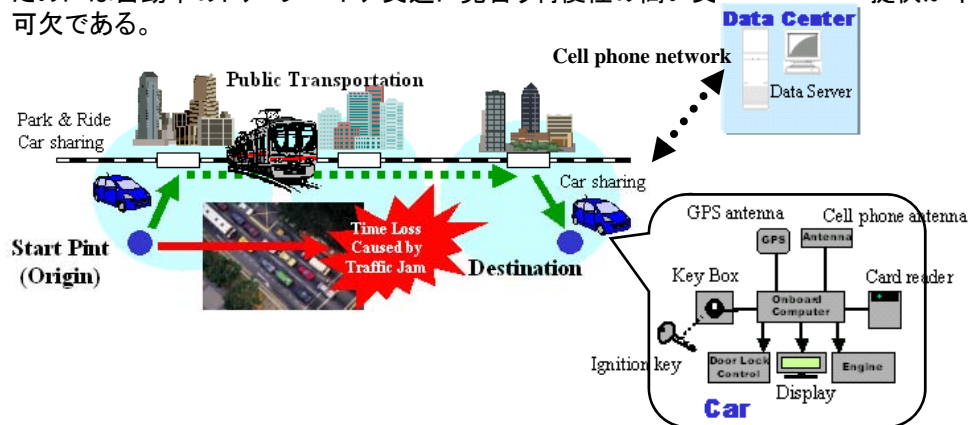 可欠である。
Data Center
Cell phone network
Data Server
Public Transportation
Park & Ride
Car sharing
Car sharing
Start Pint
(Origin)
Time Loss
Caused by
Traffic Jam
Destination
GPS antenna
Cell phone antenna
GPS
Antenna
Key Box
Card reader
Onboard
Computer
Ignition key
Door Lock
Control
Display
Engine
Car